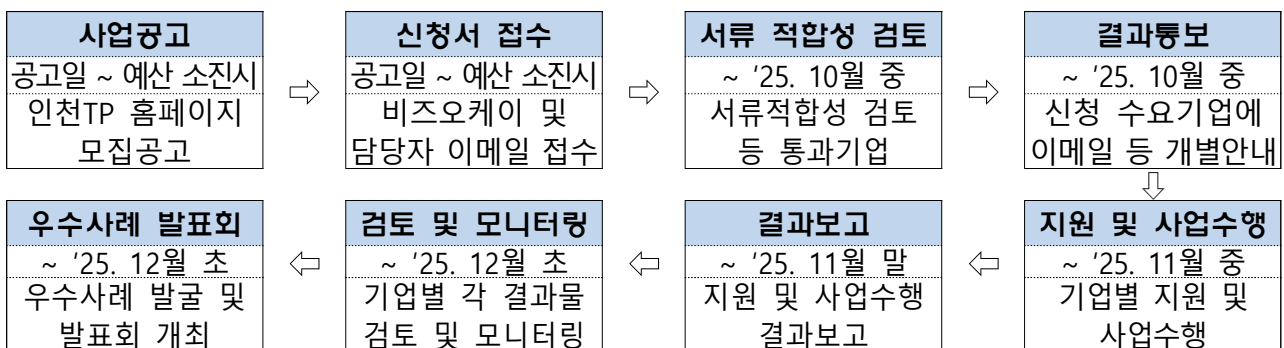 사업공고
공고일 ~ 예산 소진시
인천TP 홈페이지
모집공고
신청서 접수
공고일 ~ 예산 소진시
비즈오케이 및
담당자 이메일 접수
서류 적합성 검토
~ '25. 10월 중
서류적합성 검토
등 통과기업
결과통보
~ '25. 10월 중
신청 수요기업에
이메일 등 개별안내
지원 및 사업수행
~ '25. 11월 중
기업별 지원 및
사업수행
결과보고
~ '25. 11월 말
지원 및 사업수행
결과보고
검토 및 모니터링
~ '25. 12월 초
기업별 각 결과물
검토 및 모니터링
우수사례 발표회
~ '25. 12월 초
우수사례 발굴 및
발표회 개최